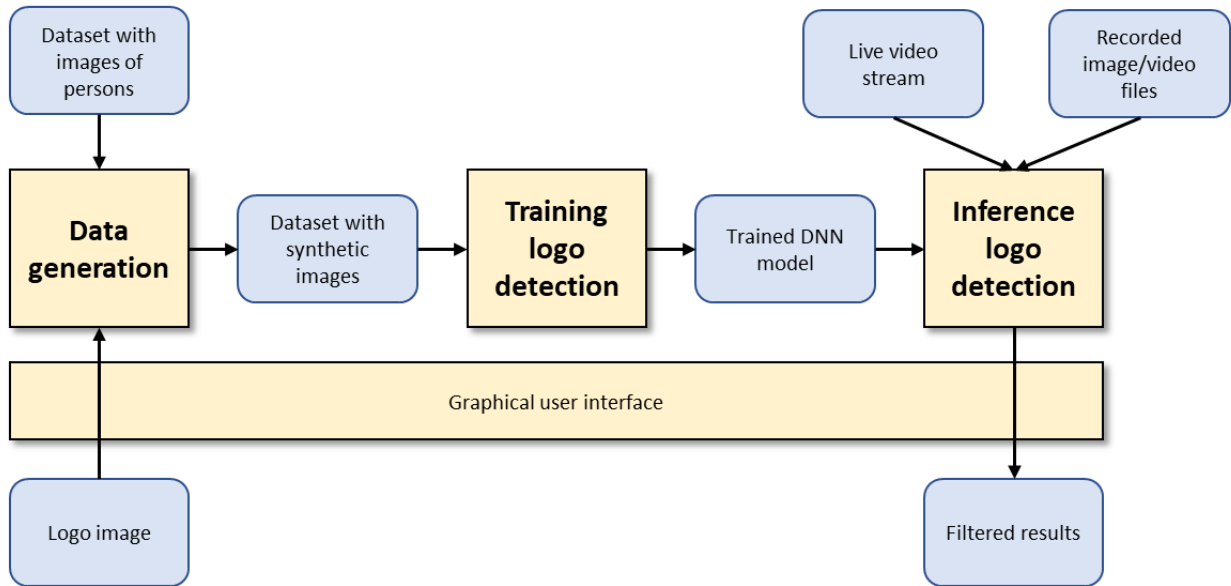 Dataset with
images of
persons
Live video
stream
Recorded
image/video
files
Data
generation
Dataset with
synthetic
images
Training
logo
detection
Trained DNN
model
Inference
logo
detection
Graphical user interface
Logo image
Filtered results